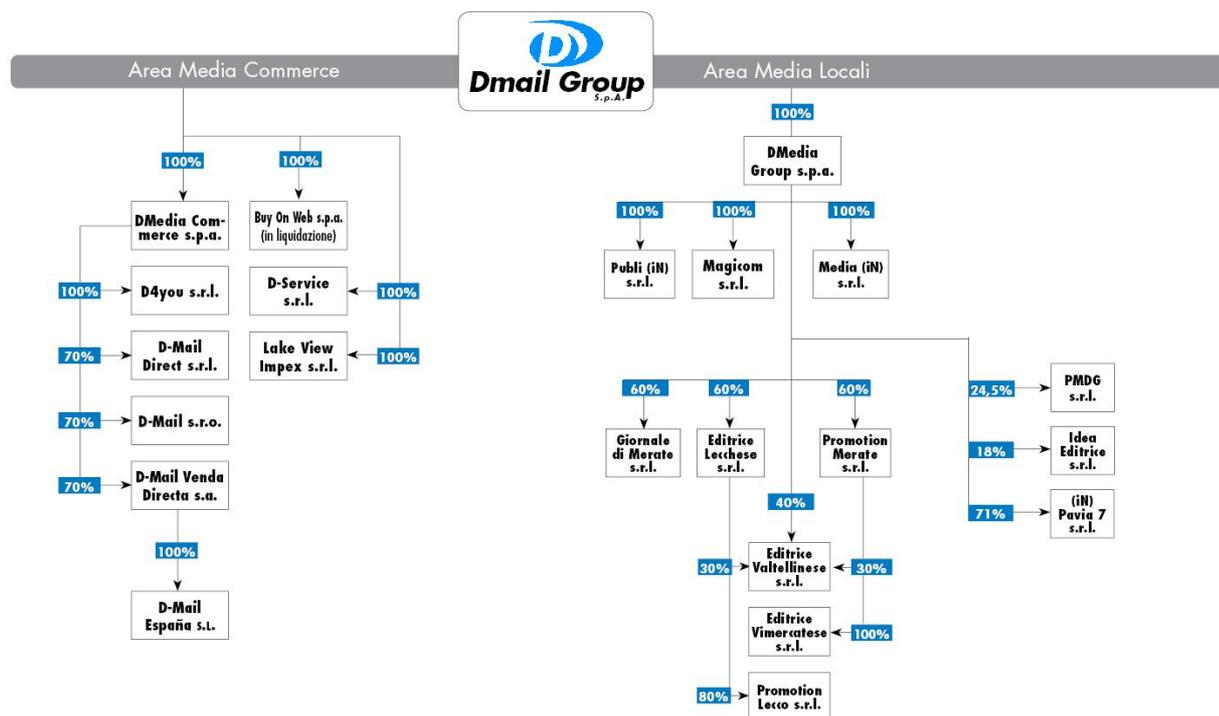 Area Media Commerce
D
Dmail Group
S.p.A.
Area Media Locali
100%
100%
DMedia Com-
merce s.p.a.
100%
Buy On Web s.p.a.
(in liquidazione)
100%
D4you s.r.l.
D-Service
s.r.l.
100%
70%
D-Mail
Direct s.r.l.
Lake View
Impex s.r.l.
100%
70%
D-Mail s.r.o.
70%
D-Mail Venda
Directa s.a.
100%
D-Mail
España S.L.
DMedia
Group s.p.a.
100%
100%
100%
Publi (iN)
s.r.l.
Magicom
s.r.l.
Media (iN)
s.r.l.
60%
60%
60%
Giornale
di Merate
s.r.l.
Editrice
Lecchese
s.r.l.
Promotion
Merate
s.r.l.
24,5%
PMDG
s.r.l.
18%
Idea
Editrice
s.r.l.
71%
(iN)
Pavia 7
s.r.l.
40%
30%
Editrice
Valtellinese
s.r.l.
30%
Editrice
Vimercatese
s.r.l.
100%
80%
Promotion
Lecco s.r.l.